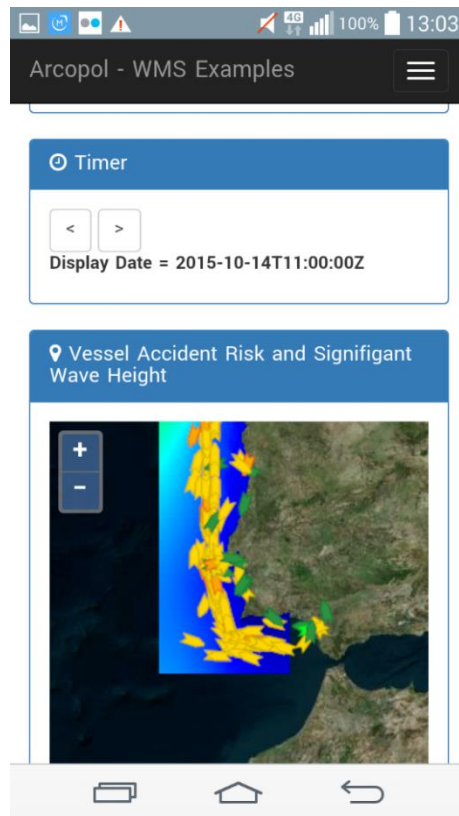 4G 100% 13:03
Arcopol - WMS Examples
Timer
< >
Display Date = 2015-10-14T11:00:00Z
Vessel Accident Risk and Signifigant
Wave Height
+
−